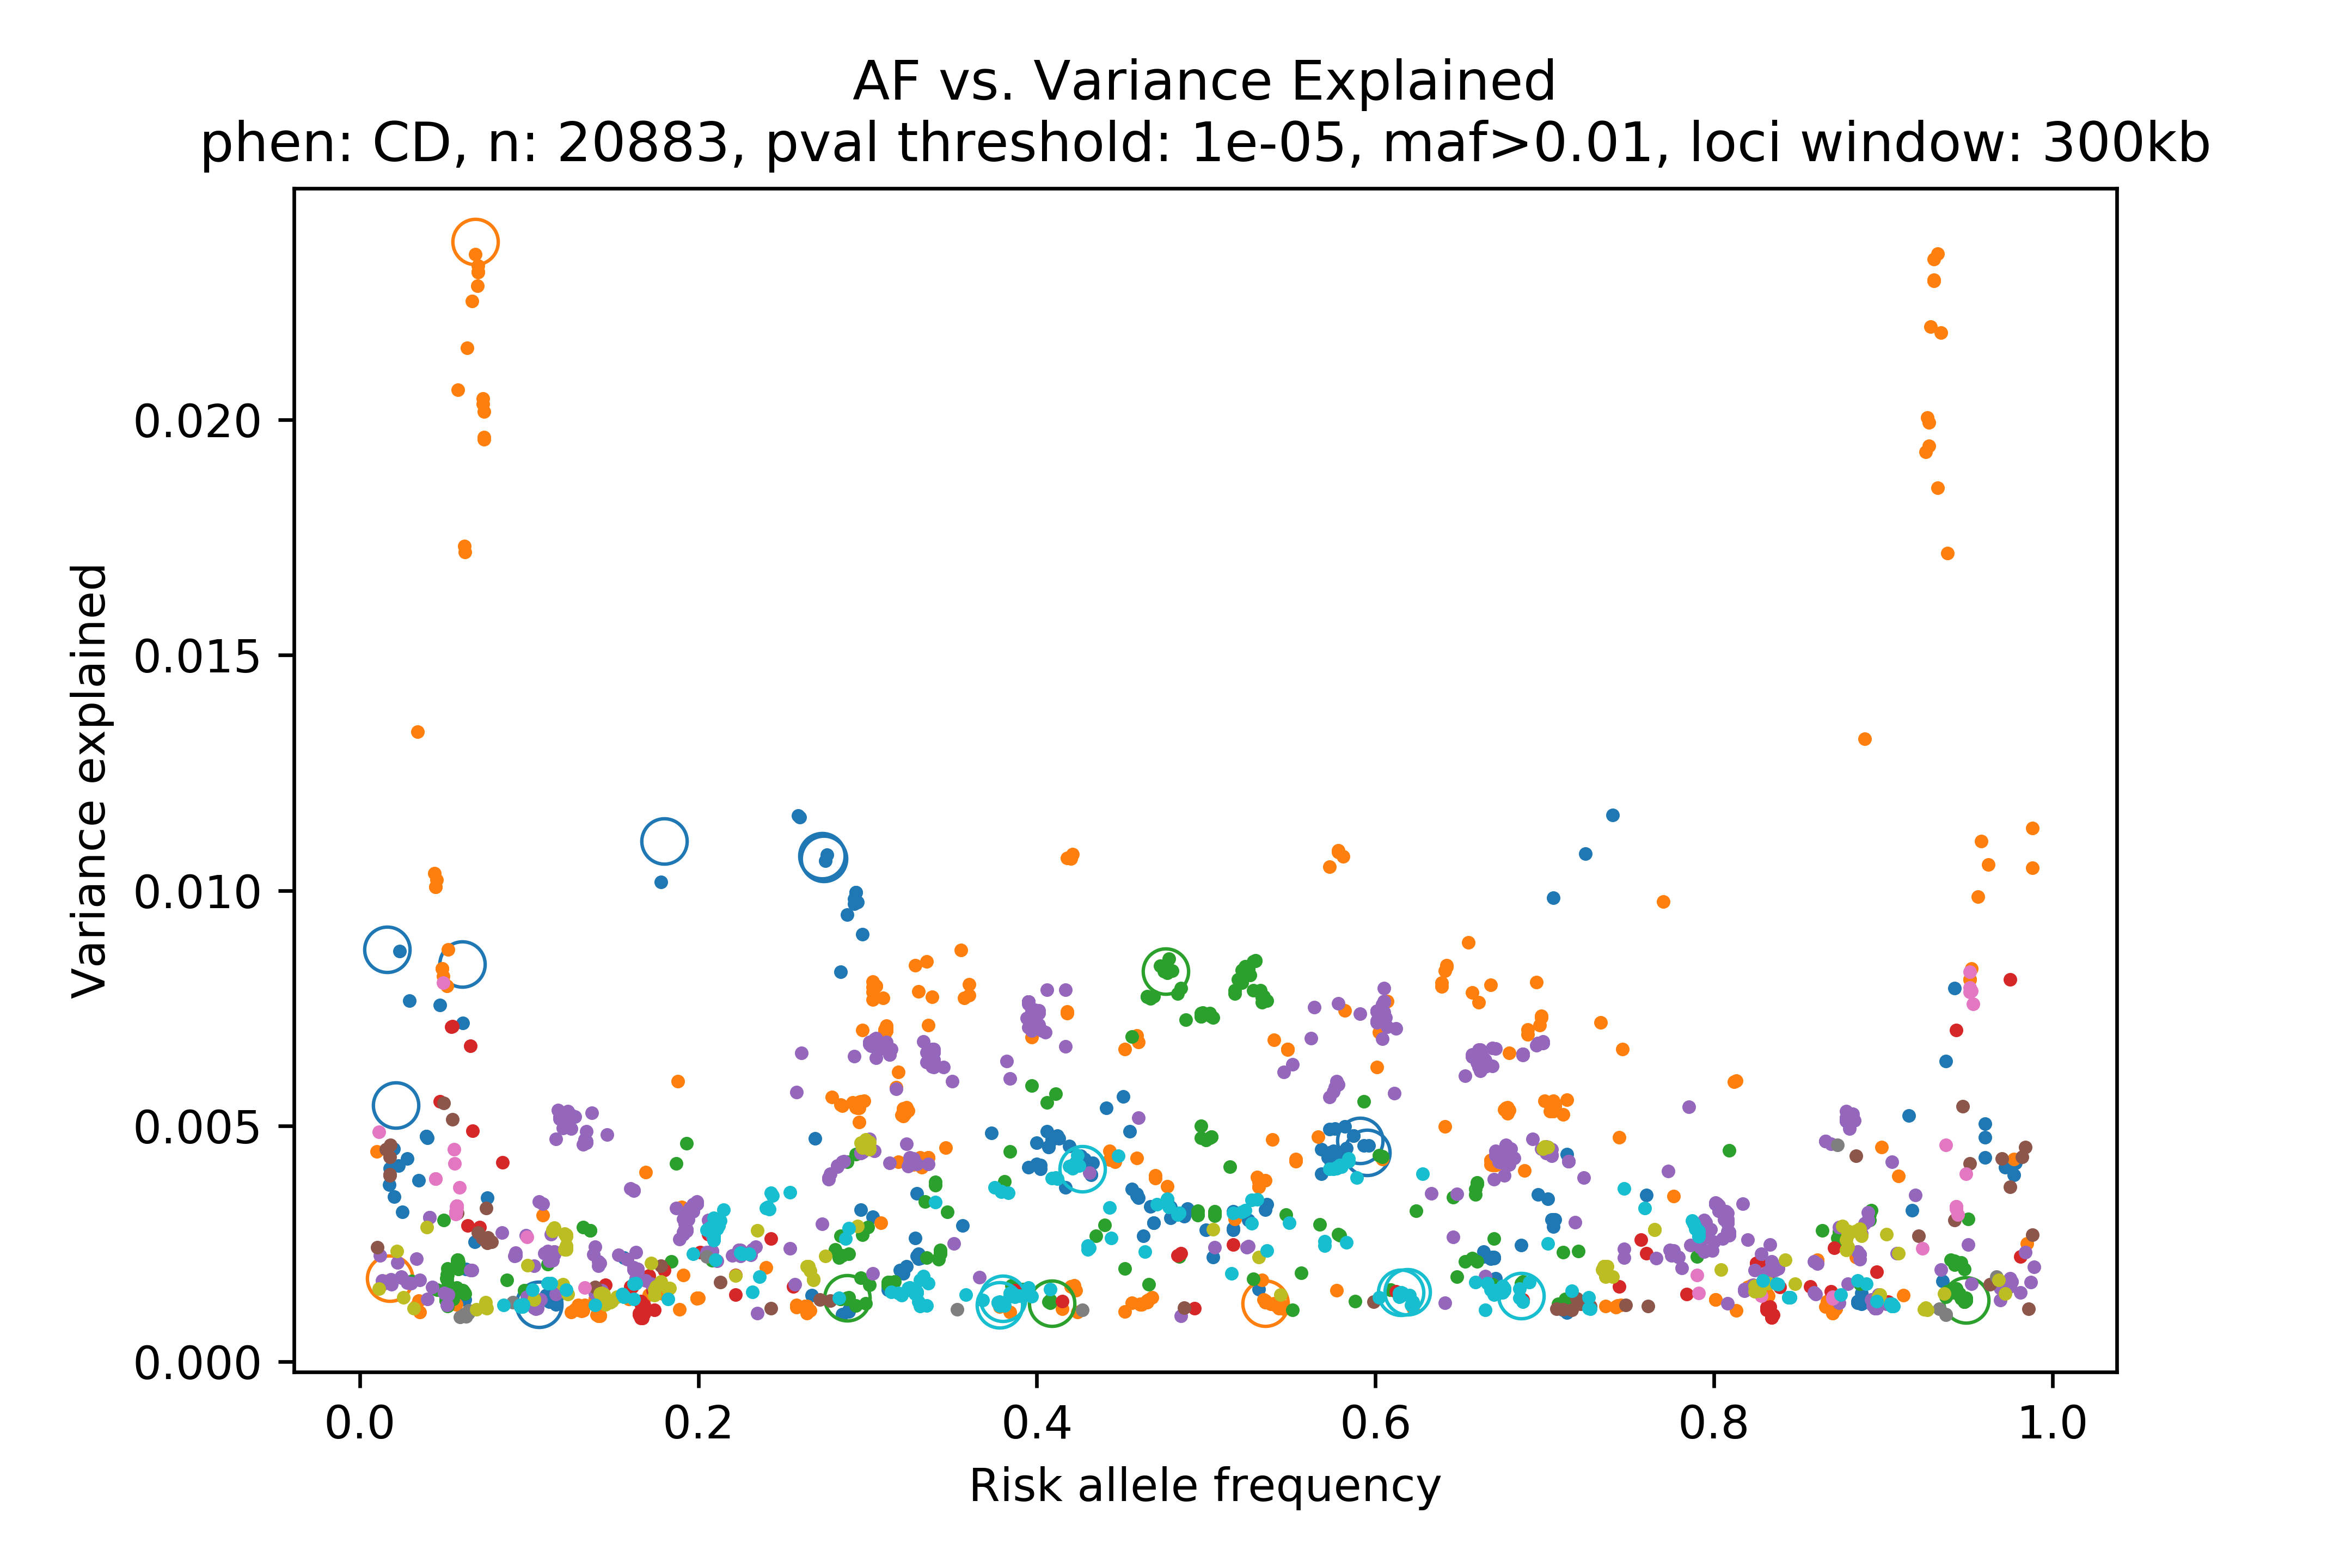 AF vs. Variance Explained
phen: CD, n: 20883, pval threshold: 1e-05, maf>0.01, loci window: 300kb
Variance explained
0.020
0.015
0.010
0.005
0.000
0.0 0.2 0.4 0.6 0.8 1.0
Risk allele frequency